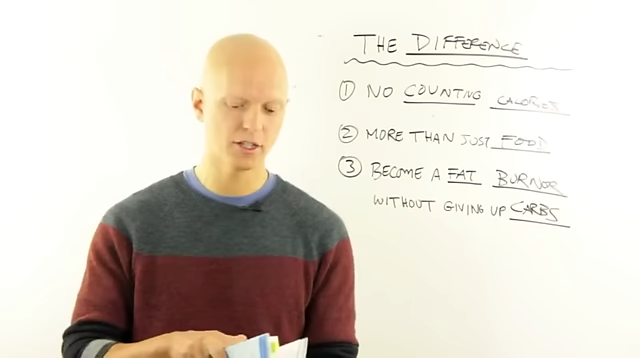 THE DIFFERENCE
① NO COUNTING CALORIES
② MORE THAN JUST FOOD
③ BECOME A FAT BURNER
WITHOUT GIVING UP CARBS